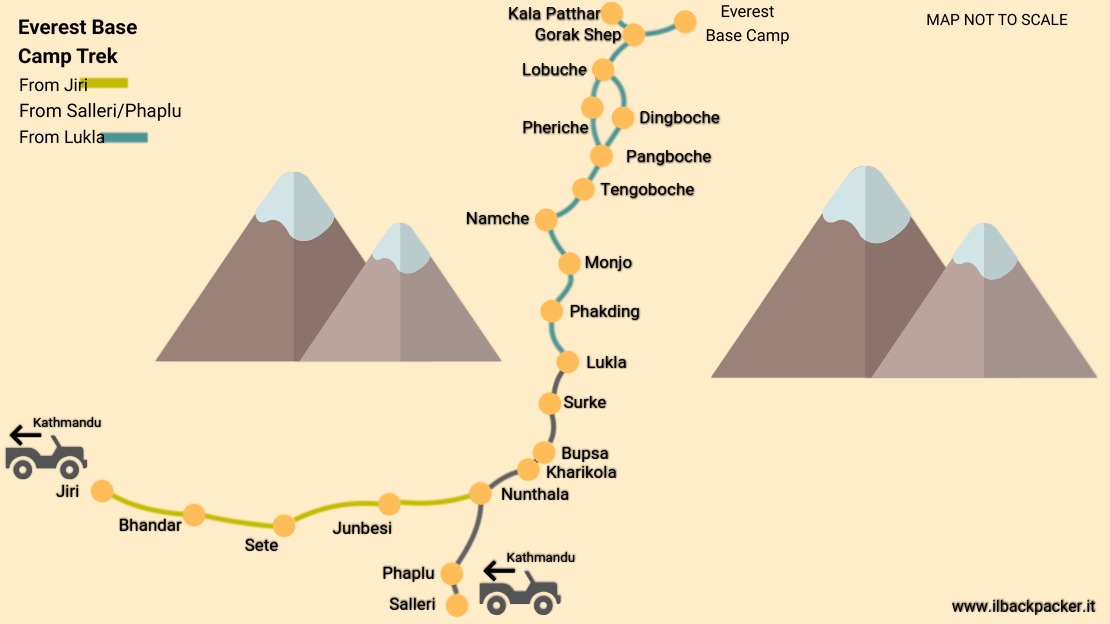 Everest Base
Camp Trek
From Jiri
From Salleri/Phaplu
From Lukla
MAP NOT TO SCALE
Kala Patthar
Everest
Base Camp
Gorak Shep
Lobuche
Pheriche
Dingboche
Pangboche
Tengoboche
Namche
Monjo
Phakding
Lukla
Surke
Bupsa
Kharikola
Nunthala
Kathmandu
Jiri
Bhandar
Sete
Junbesi
Phaplu
Salleri
Kathmandu
www.ilbackpacker.it